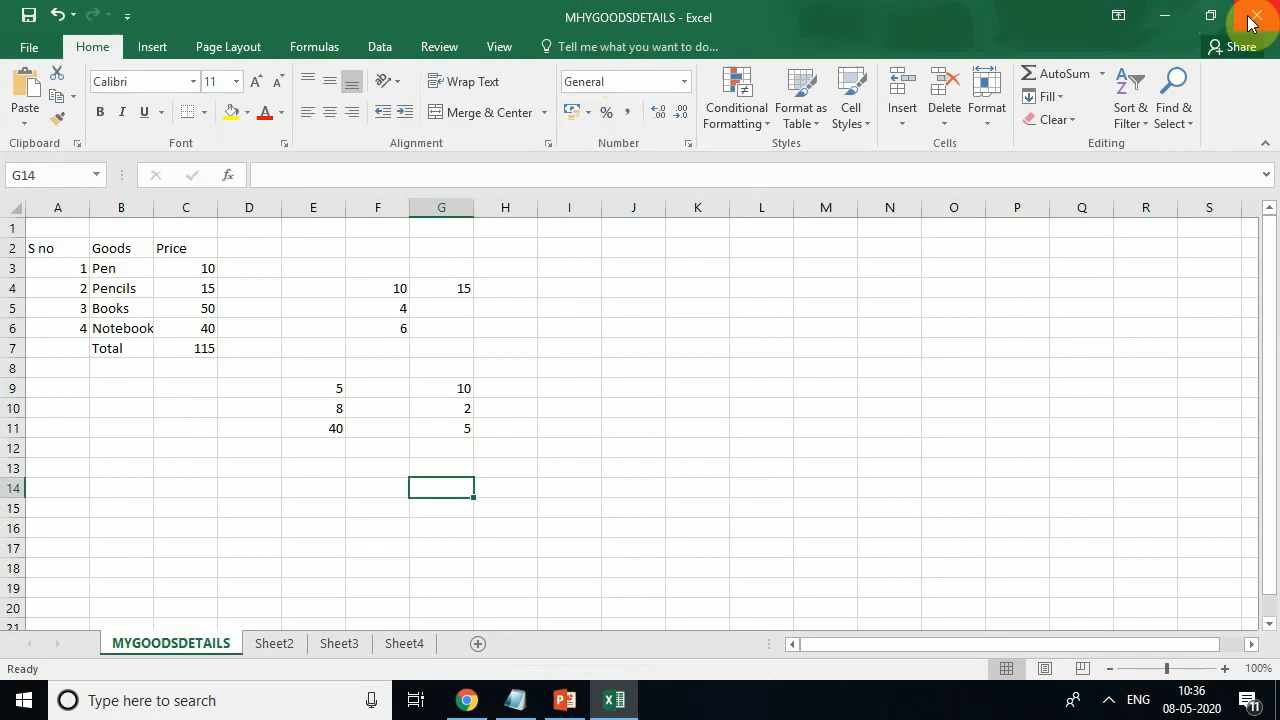 MHYGOODSDETAILS - Excel
File Home Insert Page Layout Formulas Data Review View Tell me what you want to do... Share
Paste
Calibri 11
B I U A
Wrap Text
Merge & Center
General
%
Conditional Formatting
Format as Table
Cell Styles
Insert
Delete
Format
AutoSum
Fill
Clear
Sort & Filter
Find & Select
Clipboard Font Alignment Number Styles Cells Editing
G14 fx
A B C D E F G H I J K L M N O P Q R S
1
2 S no Goods Price
3 1 Pen 10
4 2 Pencils 15 10 15
5 3 Books 50 4
6 4 Notebook 40 6
7 Total 115
8
9 5 10
10 8 2
11 40 5
12
13
14
15
16
17
18
19
20
21
MYGOODSDETAILS Sheet2 Sheet3 Sheet4
Ready 100%
Type here to search ENG 10:36
08-05-2020 11